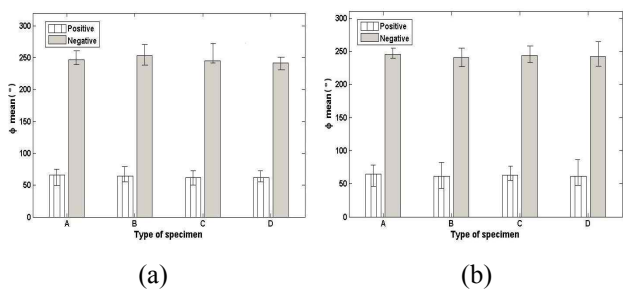 Positive
Negative
300
250
200
150
100
50
0
ϕ mean(°)
A B C D
Type of specimen
(a)
Positive
Negative
300
250
200
150
100
50
0
ϕ mean(°)
A B C D
Type of specimen
(b)